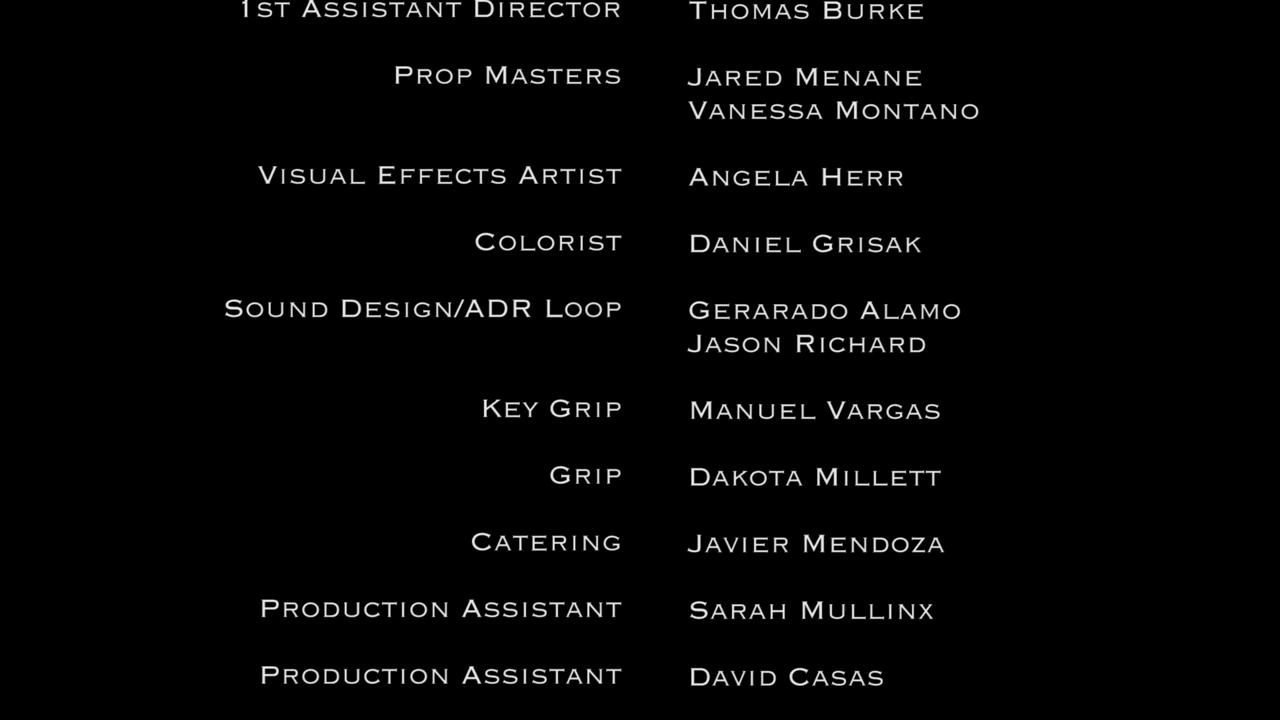 1st Assistant Director Thomas Burke
Prop Masters Jared Menane
Vanessa Montano
Visual Effects Artist Angela Herr
Colorist Daniel Grisak
Sound Design/ADR Loop Gerarado Alamo
Jason Richard
Key Grip Manuel Vargas
Grip Dakota Millett
Catering Javier Mendoza
Production Assistant Sarah Mullinx
Production Assistant David Casas